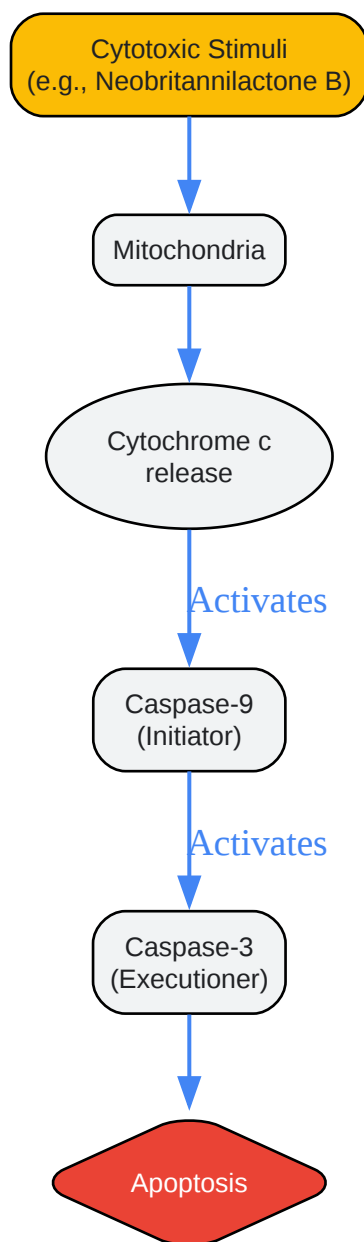 Cytotoxic Stimuli
(e.g., Neobritannilactone B)
Mitochondria
Cytochrome c
release
Activates
Caspase-9
(Initiator)
Activates
Caspase-3
(Executioner)
Apoptosis